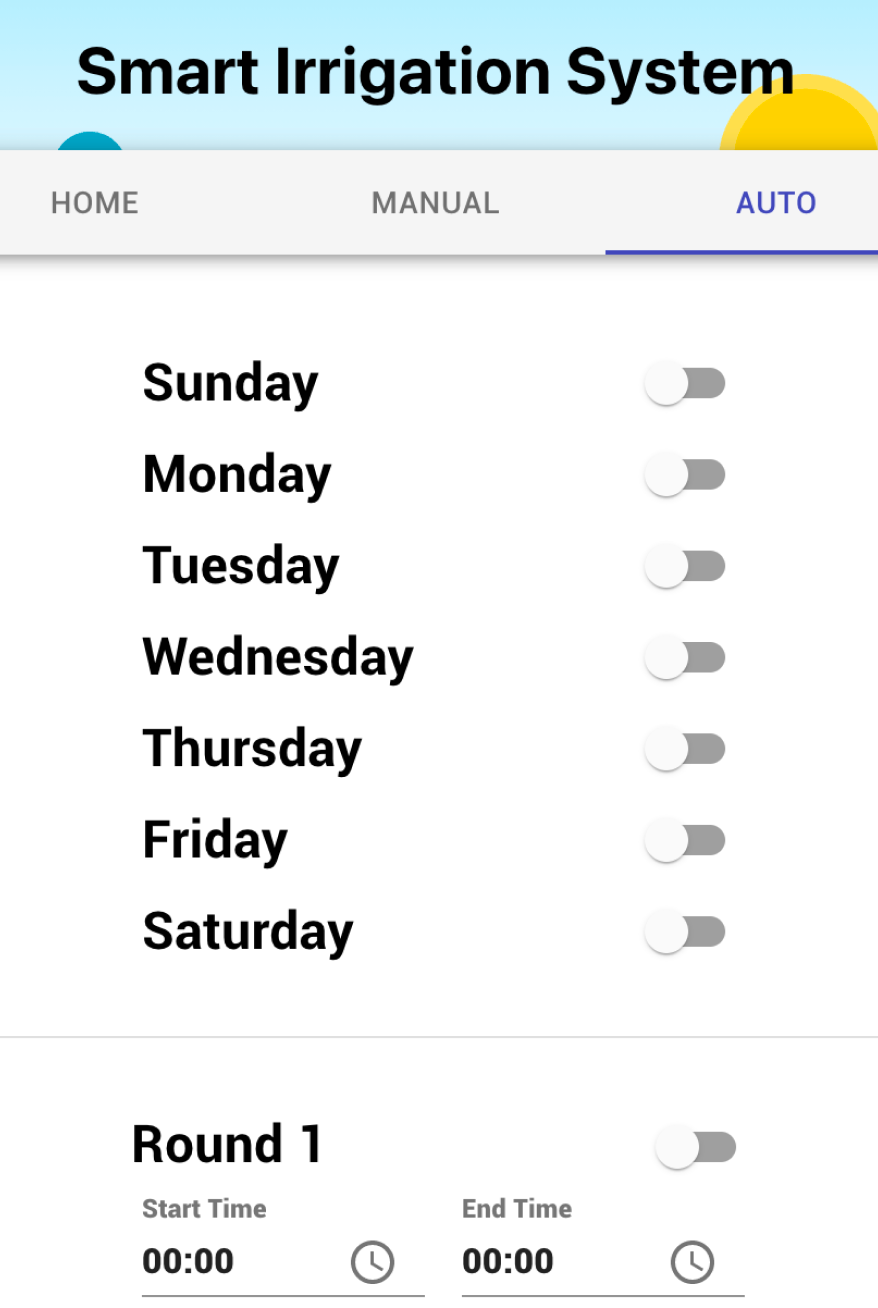 Smart Irrigation System
HOME MANUAL AUTO
Sunday
Monday
Tuesday
Wednesday
Thursday
Friday
Saturday
Round 1
Start Time End Time
00:00 00:00